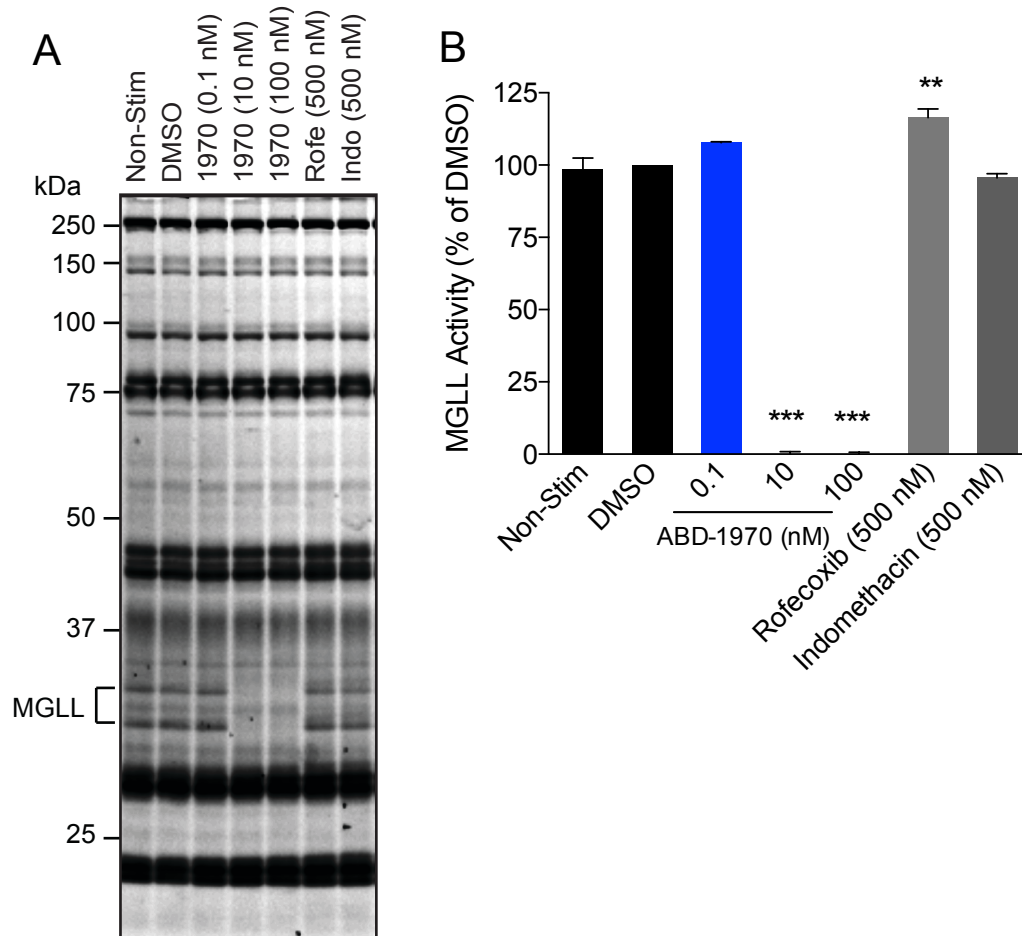 A
Non-Stim
DMSO
1970 (0.1 nM)
1970 (10 nM)
1970 (100 nM)
Rofe (500 nM)
Indo (500 nM)
kDa
250
150
100
75
50
37
MGLL
25
B
MGLL Activity (% of DMSO)
125
100
75
50
25
0
**
***
***
Non-Stim
DMSO
0.1
10
100
ABD-1970 (nM)
Rofecoxib (500 nM)
Indomethacin (500 nM)